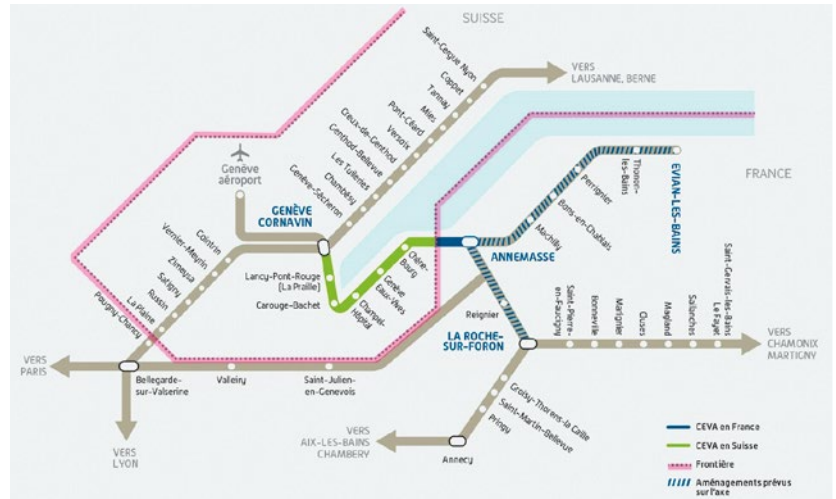 SUISSE
Saint-Cergue Nyon
Coppet
Tannay
Mies
Pont-Céard
Versoix
Creux-de-Genthod
Genthod-Bellevue
Les Tuileries
Chambésy
Genève-Sécheron
VERS
LAUSANNE, BERNE
FRANCE
Genève
aéroport
GENÈVE
CORNAVIN
Cointrin
Vernier-Meyrin
Zimeysa
Satigny
Russin
La Plaine
Pougny-Chancy
Lancy-Pont-Rouge
(La Praille)
Carouge-Bachet
Champel-
Hôpital
Genève
Eaux-Vives
Chêne-
Bourg
ANNEMASSE
Machilly
Bons-en-Chablais
Perrignier
Thonon-
les-Bains
EVIAN-LES-BAINS
Reignier
LA ROCHE-
SUR-FORON
Saint-Pierre-
en-Faucigny
Bonneville
Marignier
Cluses
Magland
Sallanches
Saint-Gervais-les-Bains
Le Fayet
VERS
CHAMONIX
MARTIGNY
VERS
PARIS
Bellegarde-
sur-Valserine
Valleiry
Saint-Julien-
en-Genevois
VERS
LYON
VERS
AIX-LES-BAINS
CHAMBERY
Annecy
Pringy
Saint-Martin-Bellevue
Groisy-Thorens-la Caille
CEVA en France
CEVA en Suisse
Frontière
Aménagements prévus
sur l'axe